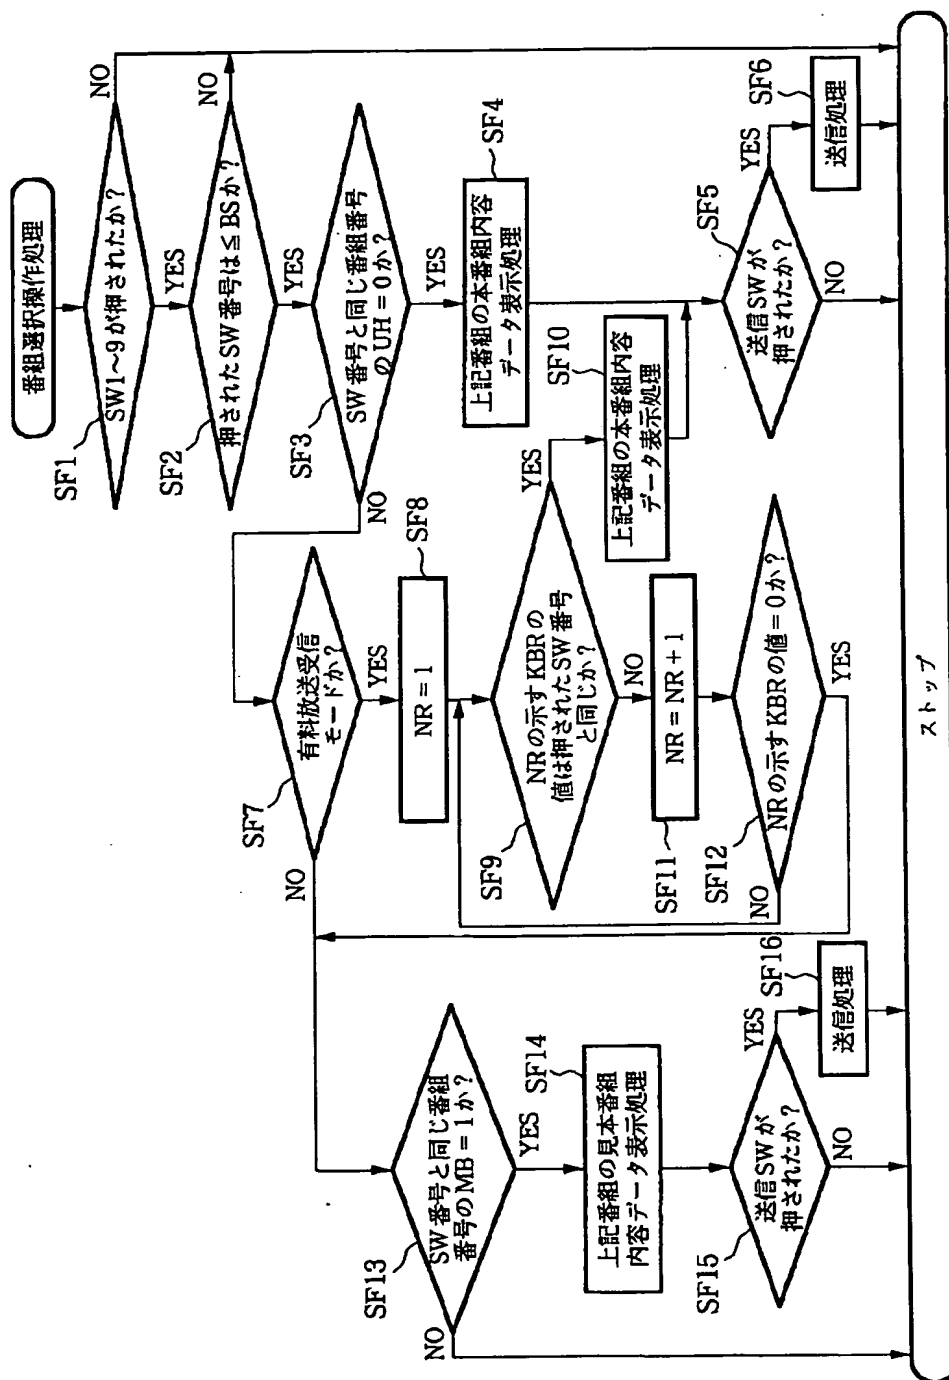 番組選択操作処理
SF1
SW1～9が押されたか?
NO
YES
SF2
押されたSW番号は≦BSか?
NO
YES
SF3
SW番号と同じ番組番号
のUH=0か?
NO
YES
SF4
上記番組の本番組内容
データ表示処理
SF5
送信SWが
押されたか?
YES
NO
SF6
送信処理
SF7
有料放送受信
モードか?
NO
YES
SF8
NR=1
SF9
NRの示すKBRの
値は押されたSW番号
と同じか?
YES
NO
SF10
上記番組の本番組内容
データ表示処理
SF11
NR=NR+1
SF12
NRの示すKBRの値=0か?
NO
YES
SF13
SW番号と同じ番組
番号のMB=1か?
NO
YES
SF14
上記番組の見本番組
内容データ表示処理
SF15
送信SWが
押されたか?
YES
NO
SF16
送信処理
ストップ